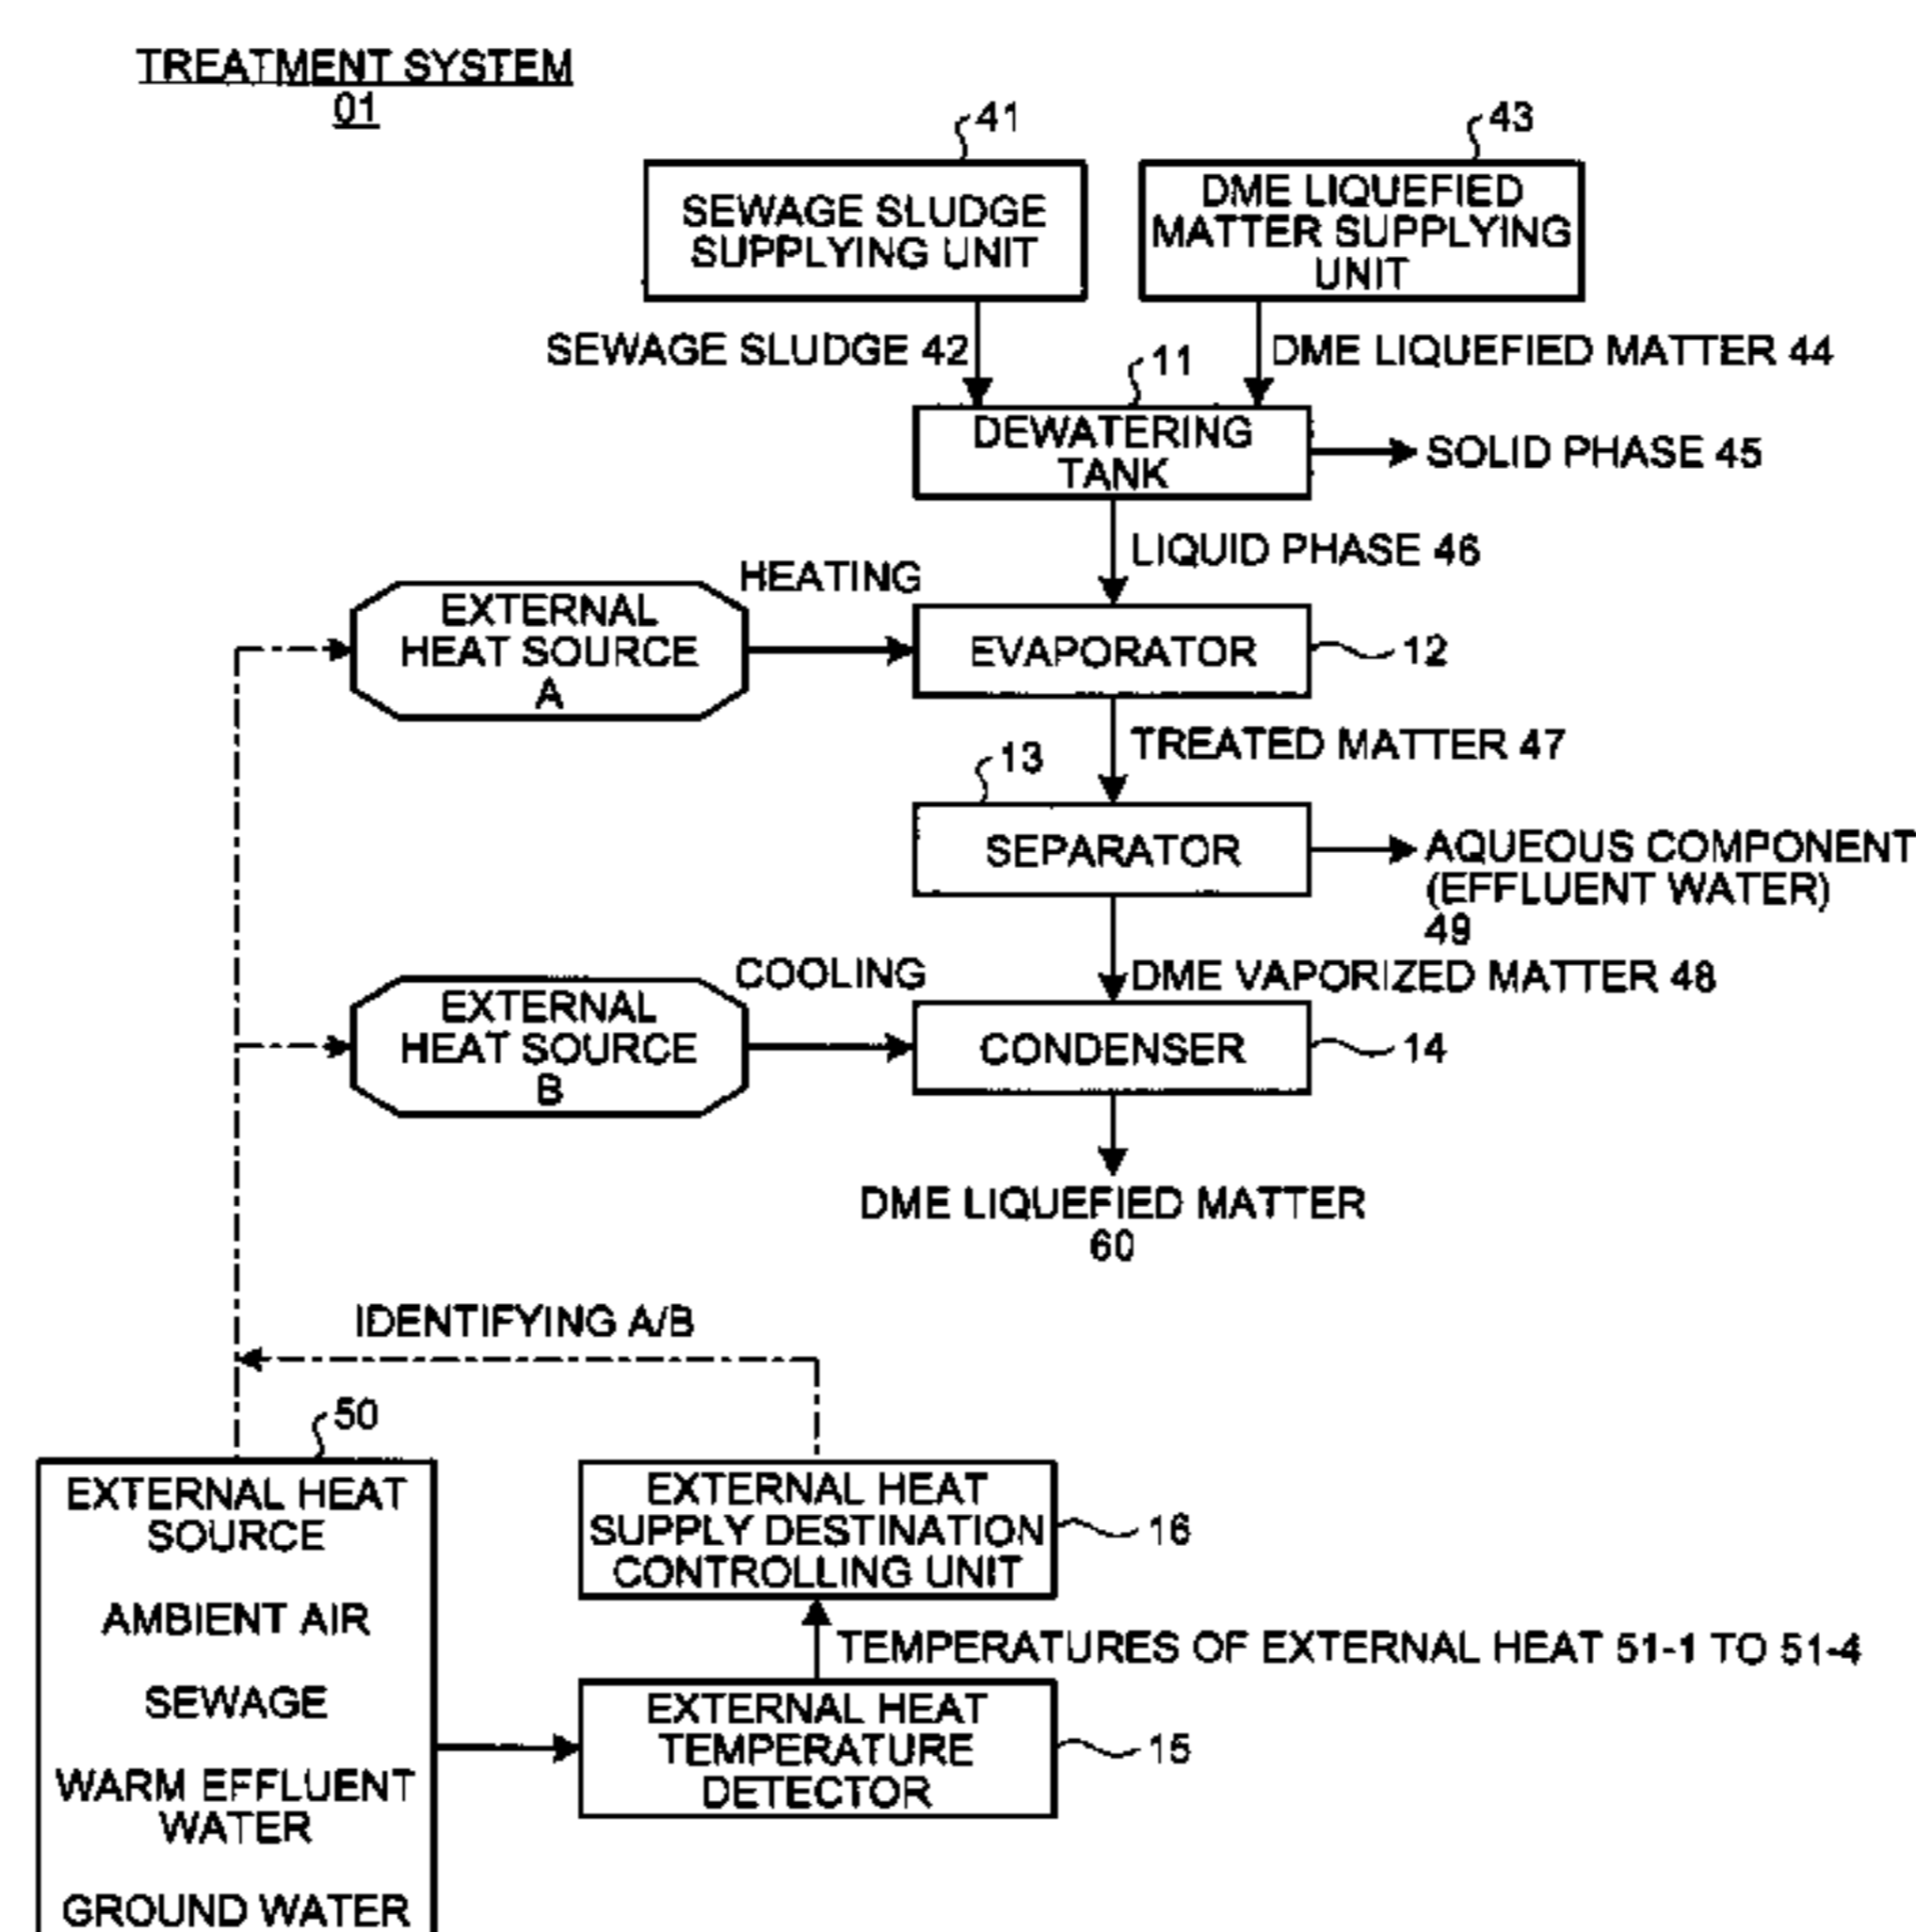 TREATMENT SYSTEM
01
41
43
SEWAGE SLUDGE
SUPPLYING UNIT
DME LIQUEFIED
MATTER SUPPLYING
UNIT
SEWAGE SLUDGE 42
DME LIQUEFIED MATTER 44
11
DEWATERING
TANK
SOLID PHASE 45
LIQUID PHASE 46
HEATING
EXTERNAL
HEAT SOURCE
A
EVAPORATOR
12
TREATED MATTER 47
13
SEPARATOR
AQUEOUS COMPONENT
(EFFLUENT WATER)
49
COOLING
DME VAPORIZED MATTER 48
EXTERNAL
HEAT SOURCE
B
CONDENSER
14
DME LIQUEFIED MATTER
60
IDENTIFYING A/B
50
EXTERNAL HEAT
SOURCE
AMBIENT AIR
SEWAGE
WARM EFFLUENT
WATER
GROUND WATER
EXTERNAL HEAT
SUPPLY DESTINATION
CONTROLLING UNIT
16
TEMPERATURES OF EXTERNAL HEAT 51-1 TO 51-4
EXTERNAL HEAT
TEMPERATURE
DETECTOR
15